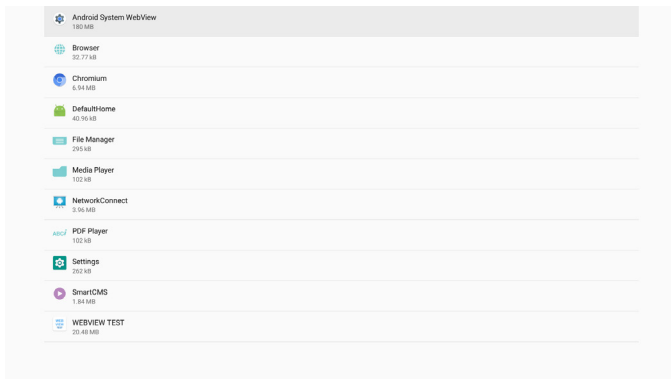 Android System WebView
180 MB
Browser
32.77 kB
Chromium
6.94 MB
DefaultHome
40.96 kB
File Manager
295 kB
Media Player
102 kB
NetworkConnect
3.96 MB
PDF Player
102 kB
Settings
262 kB
SmartCMS
1.84 MB
WEBVIEW TEST
20.48 MB